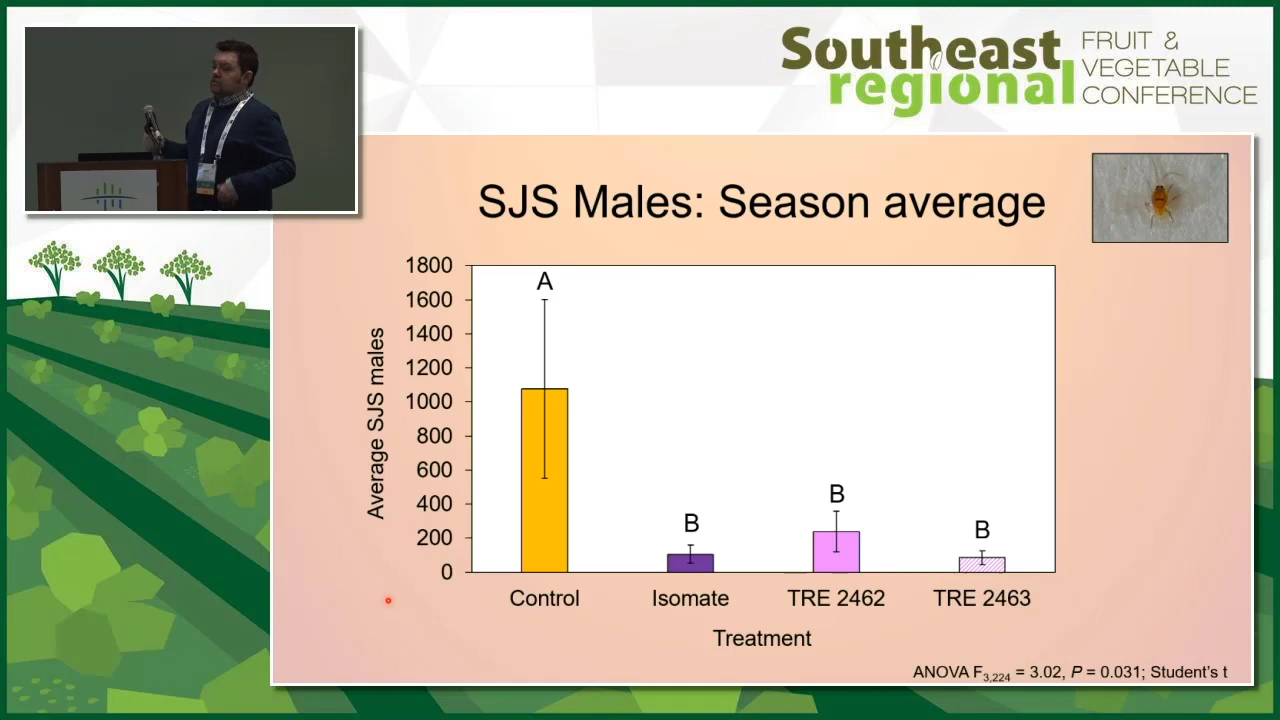 Southeast
regional
FRUIT &
VEGETABLE
CONFERENCE
SJS Males: Season average
Average SJS males
1800
1600
1400
1200
1000
800
600
400
200
0
A
B
B
B
Control
Isomate
TRE 2462
TRE 2463
Treatment
ANOVA F3,224 = 3.02, P = 0.031; Student's t